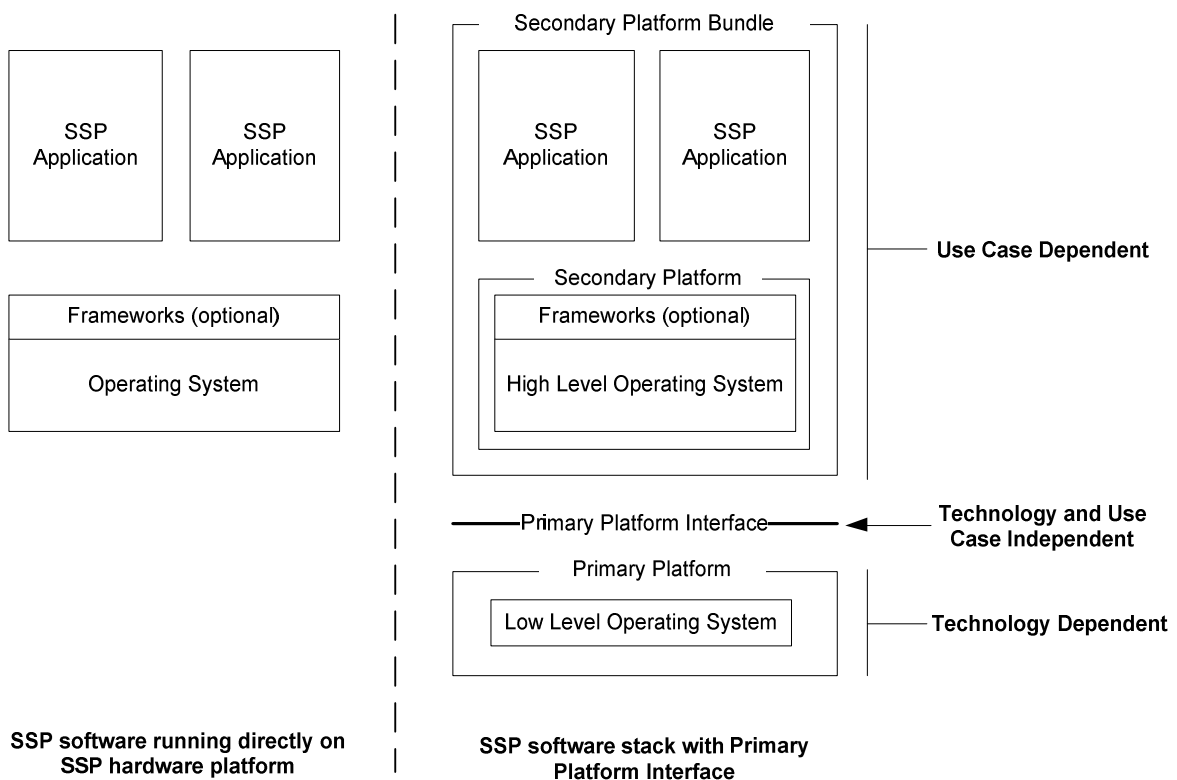 SSP
Application
SSP
Application
Frameworks (optional)
Operating System
SSP software running directly on
SSP hardware platform
Secondary Platform Bundle
SSP
Application
SSP
Application
Secondary Platform
Frameworks (optional)
High Level Operating System
Primary Platform Interface
Primary Platform
Low Level Operating System
SSP software stack with Primary
Platform Interface
Use Case Dependent
Technology and Use
Case Independent
Technology Dependent